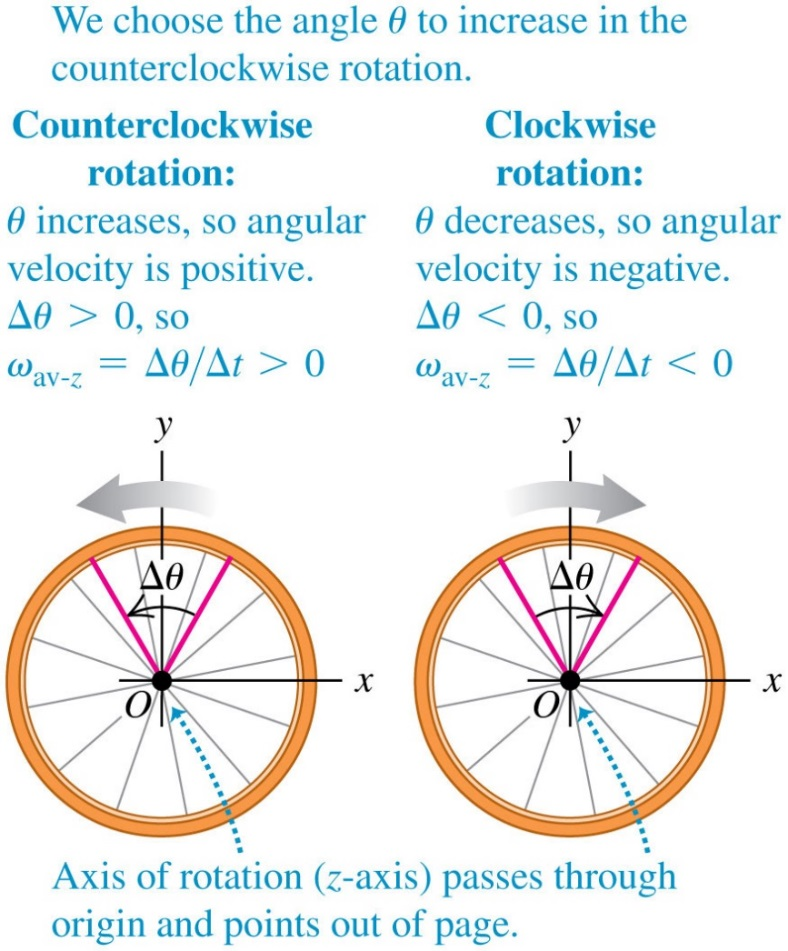 We choose the angle θ to increase in the
counterclockwise rotation.
Counterclockwise
rotation:
θ increases, so angular
velocity is positive.
Δθ > 0, so
ω_av-z = Δθ/Δt > 0
Clockwise
rotation:
θ decreases, so angular
velocity is negative.
Δθ < 0, so
ω_av-z = Δθ/Δt < 0
y
Δθ
x
O
y
Δθ
x
O
Axis of rotation (z-axis) passes through
origin and points out of page.